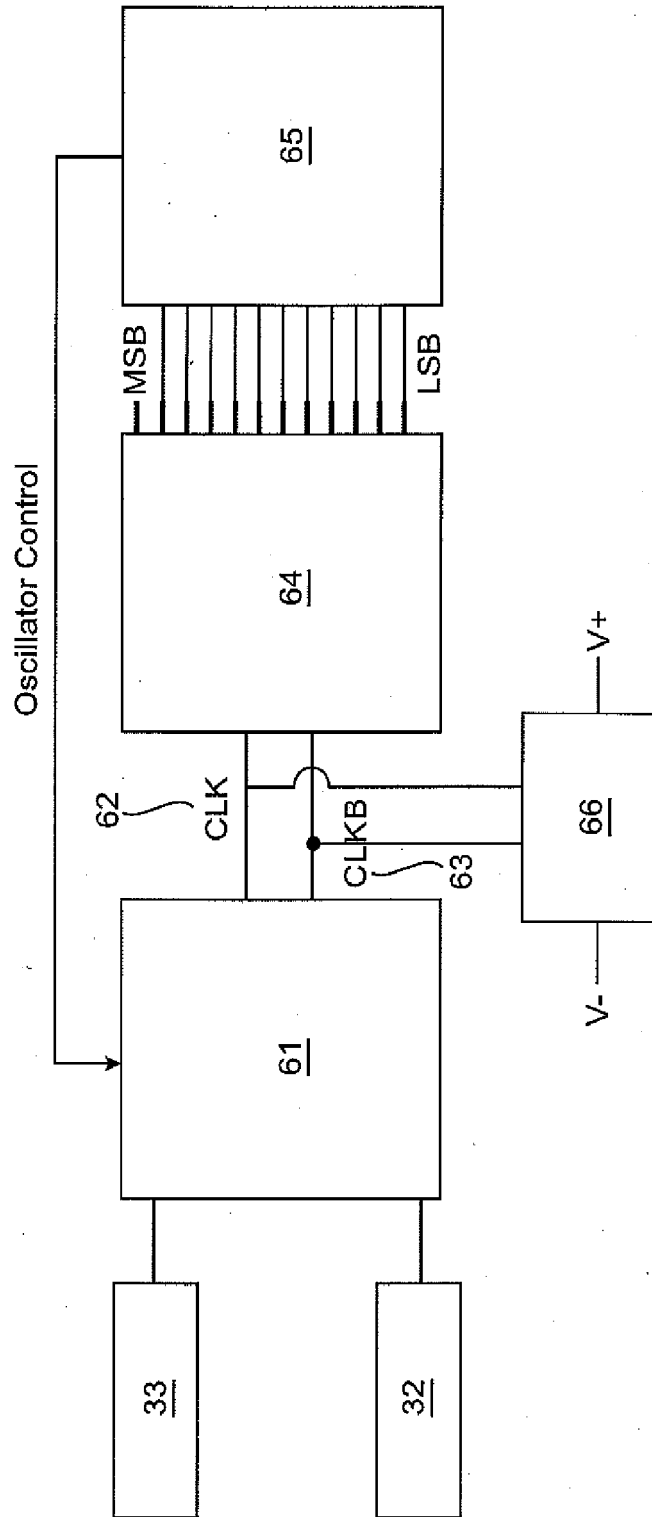 Oscillator Control
33
32
61
62
CLK
CLKB
63
64
MSB
LSB
65
V-
66
V+